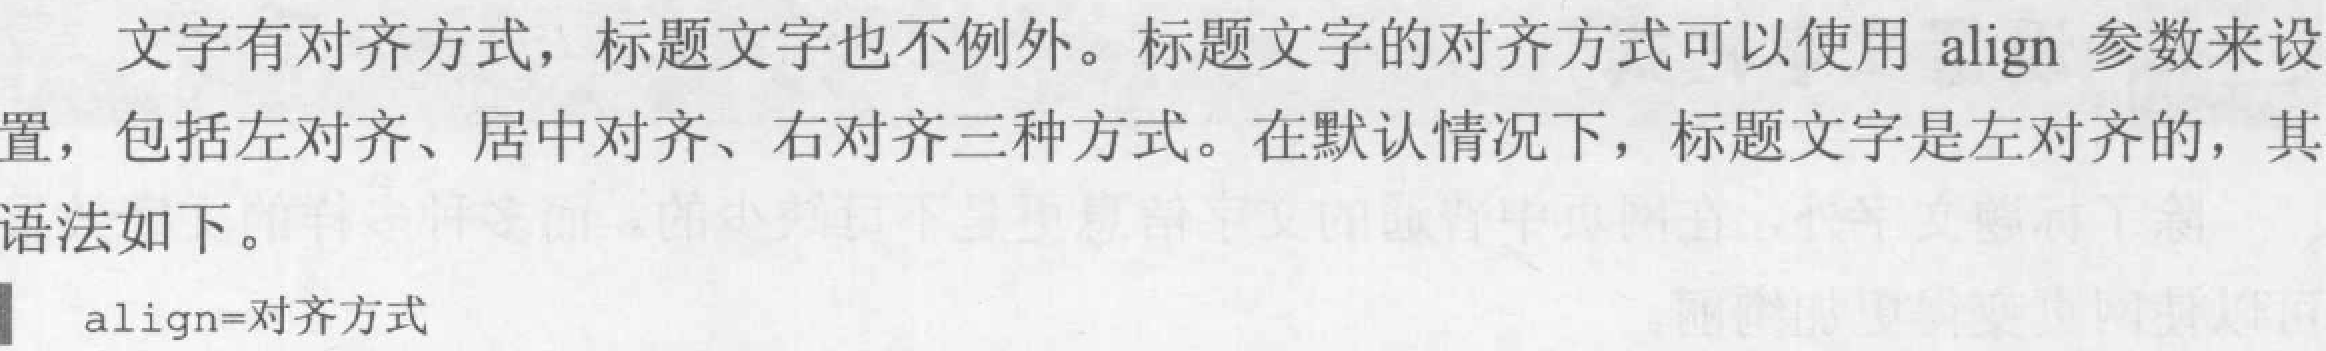 文字有对齐方式，标题文字也不例外。标题文字的对齐方式可以使用 align 参数来设
置，包括左对齐、居中对齐、右对齐三种方式。在默认情况下，标题文字是左对齐的，其
语法如下。
align=对齐方式